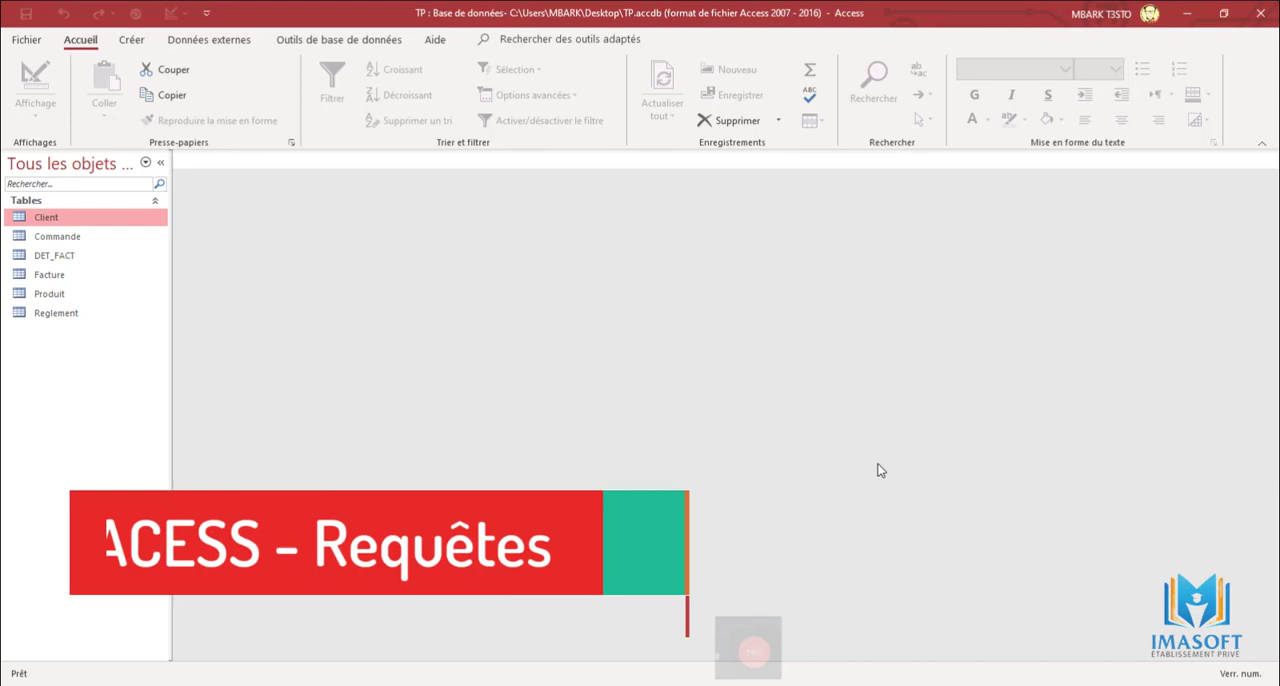 TP : Base de données- C:\Users\MBARK\Desktop\TP.accdb (format de fichier Access 2007 - 2016) - Access
MBARK T3STO
Fichier Accueil Créer Données externes Outils de base de données Aide Rechercher des outils adaptés
Affichage
Coller
Couper
Copier
Reproduire la mise en forme
Filtrer
Croissant
Décroissant
Supprimer un tri
Sélection
Options avancées
Activer/désactiver le filtre
Actualiser
tout
Nouveau
Enregistrer
Supprimer
Rechercher
G I S
A
Affichages Presse-papiers Trier et filtrer Enregistrements Rechercher Mise en forme du texte
Tous les objets ...
Rechercher...
Tables
Client
Commande
DET_FACT
Facture
Produit
Reglement
ACESS - Requêtes
IMASOFT
ÉTABLISSEMENT PRIVÉ
Prêt
Verr. num.